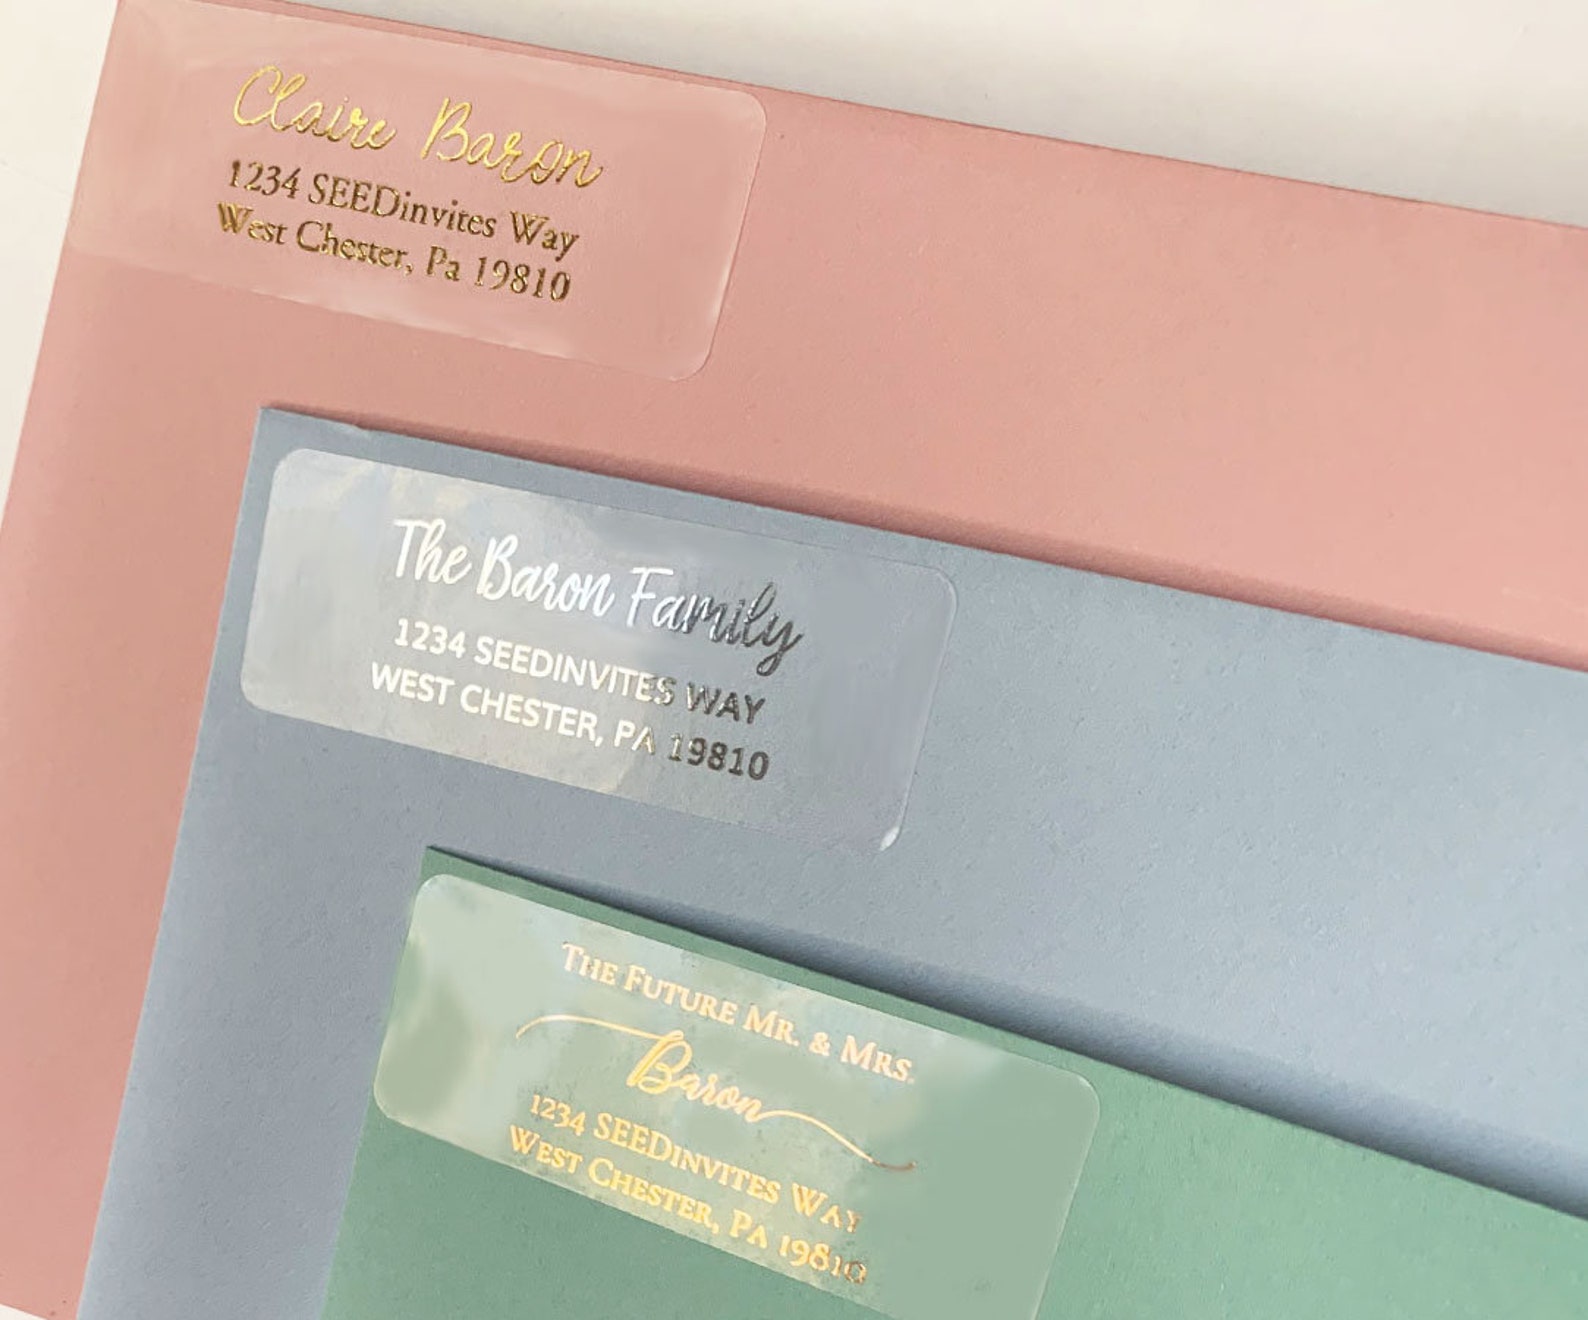 Claire Baron
1234 SEEDinvites Way
West Chester, Pa 19810
The Baron Family
1234 SEEDINVITES WAY
WEST CHESTER, PA 19810
The Future Mr. & Mrs.
Baron
1234 SEEDinvites Way
West Chester, Pa 19810